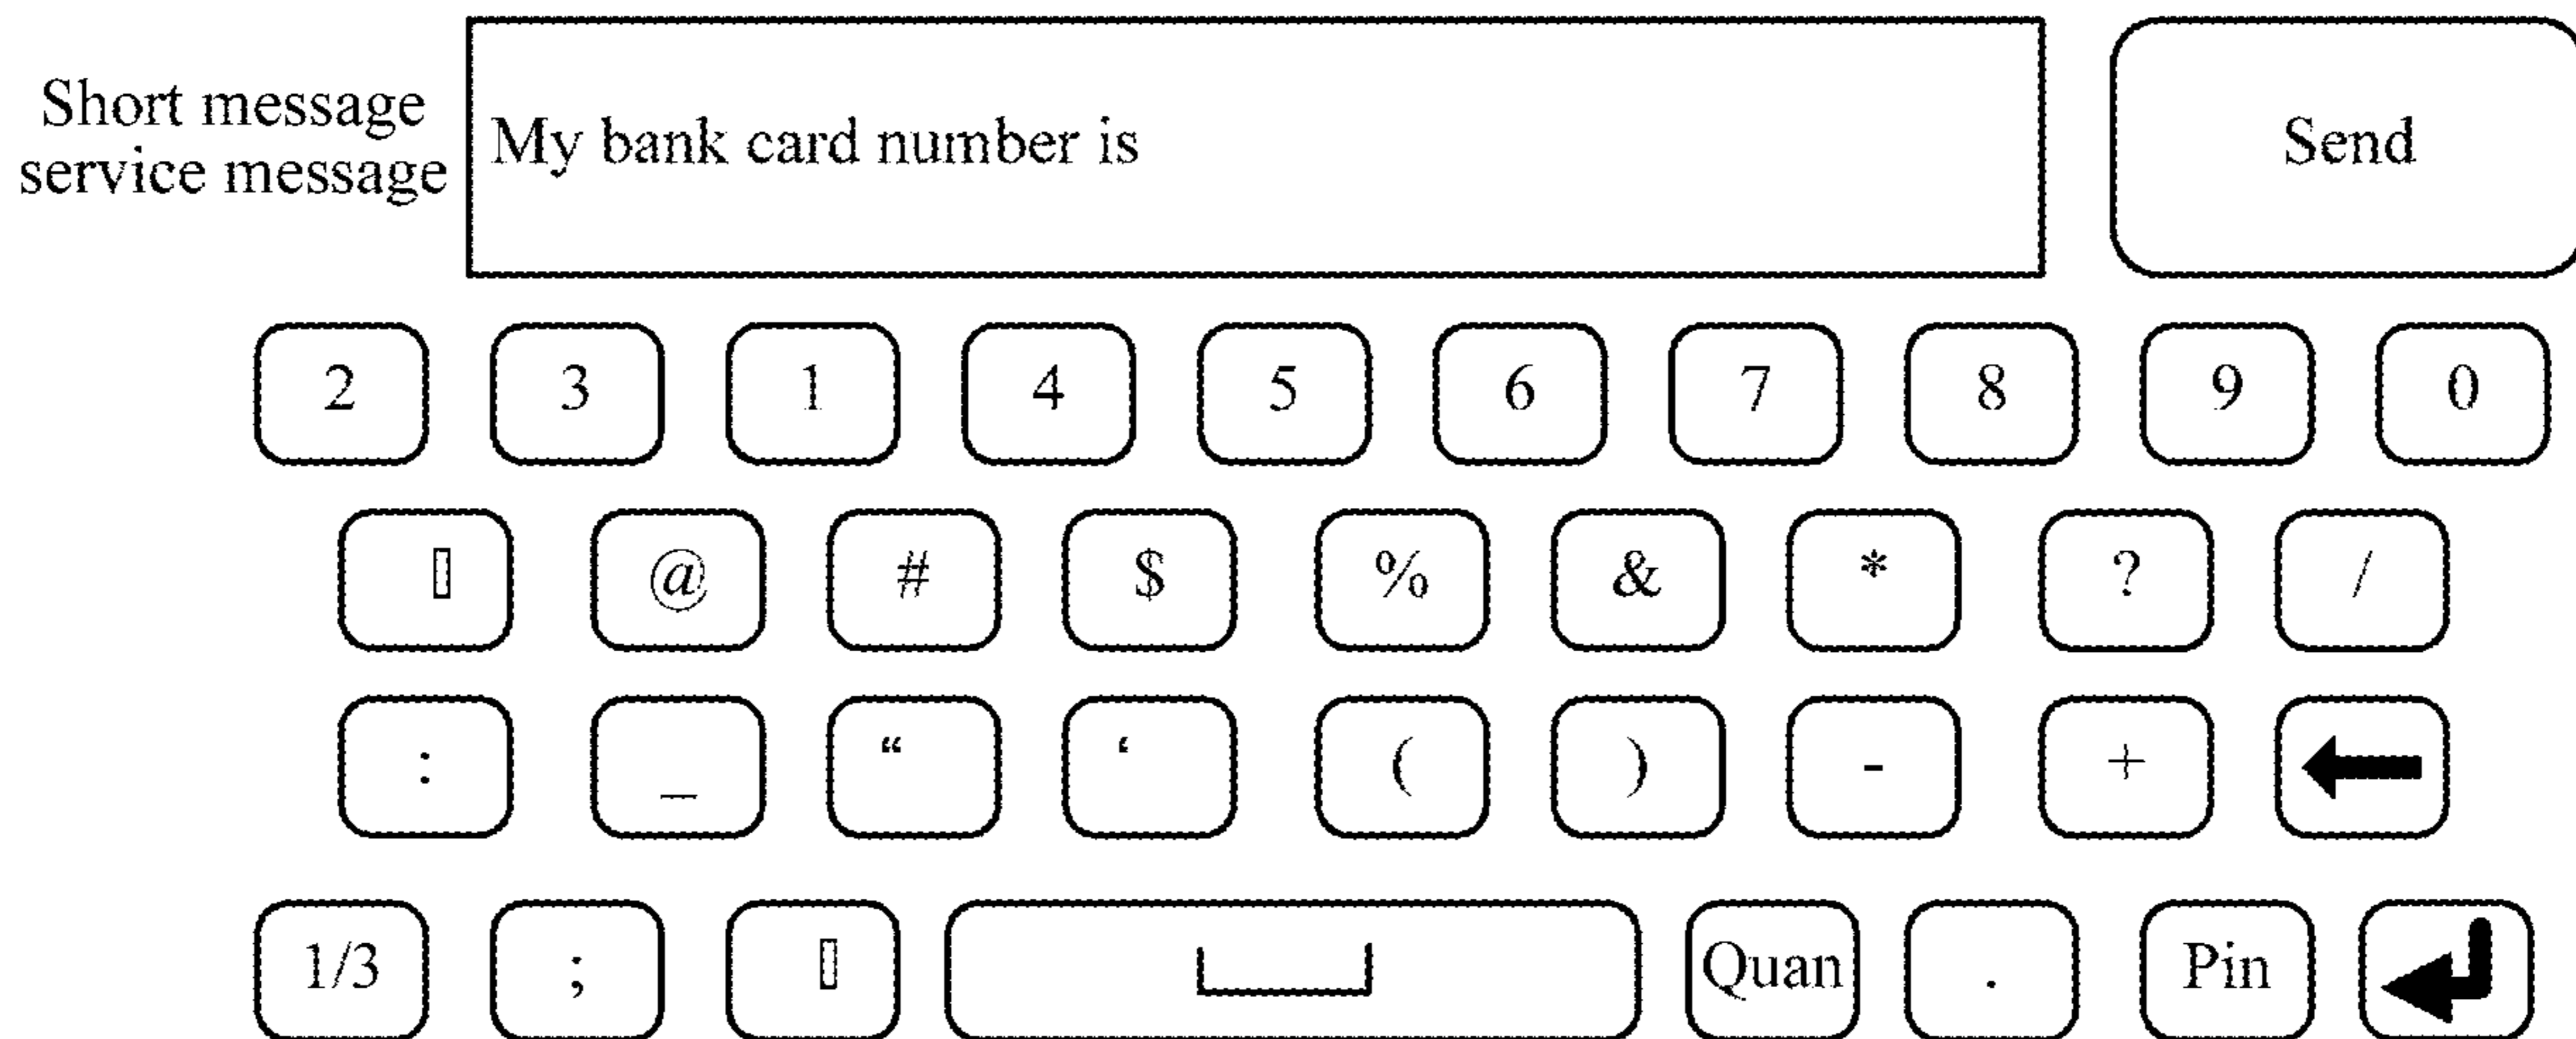 Short message
service message
My bank card number is
Send
2 3 1 4 5 6 7 8 9 0
@ # $ % & * ? /
: _ “ ‘ ( ) - +
1/3 ; Quan . Pin